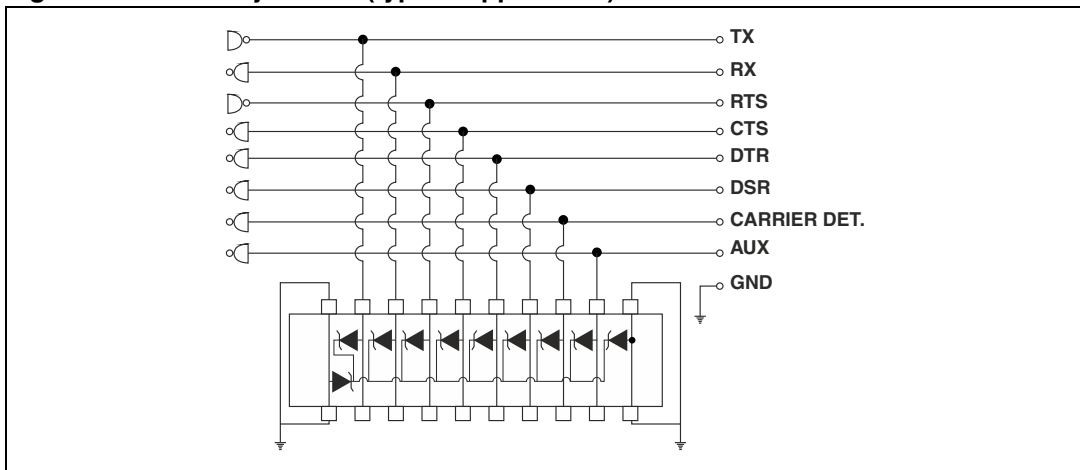 TX
RX
RTS
CTS
DTR
DSR
CARRIER DET.
AUX
GND